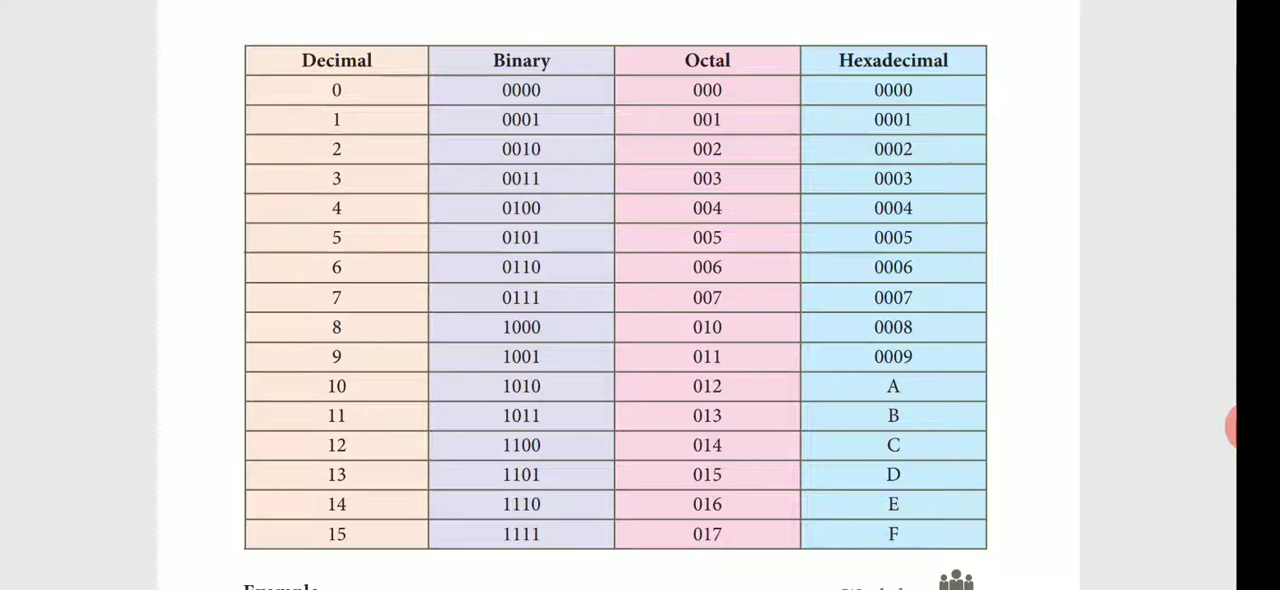 Decimal Binary Octal Hexadecimal
0 0000 000 0000
1 0001 001 0001
2 0010 002 0002
3 0011 003 0003
4 0100 004 0004
5 0101 005 0005
6 0110 006 0006
7 0111 007 0007
8 1000 010 0008
9 1001 011 0009
10 1010 012 A
11 1011 013 B
12 1100 014 C
13 1101 015 D
14 1110 016 E
15 1111 017 F
Example